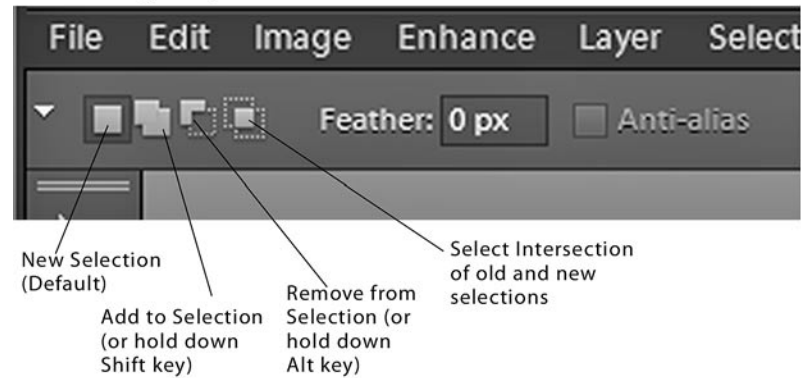 File Edit Image Enhance Layer Select
Feather: 0 px Anti-alias
New Selection
(Default)
Add to Selection
(or hold down
Shift key)
Remove from
Selection (or
hold down
Alt key)
Select Intersection
of old and new
selections